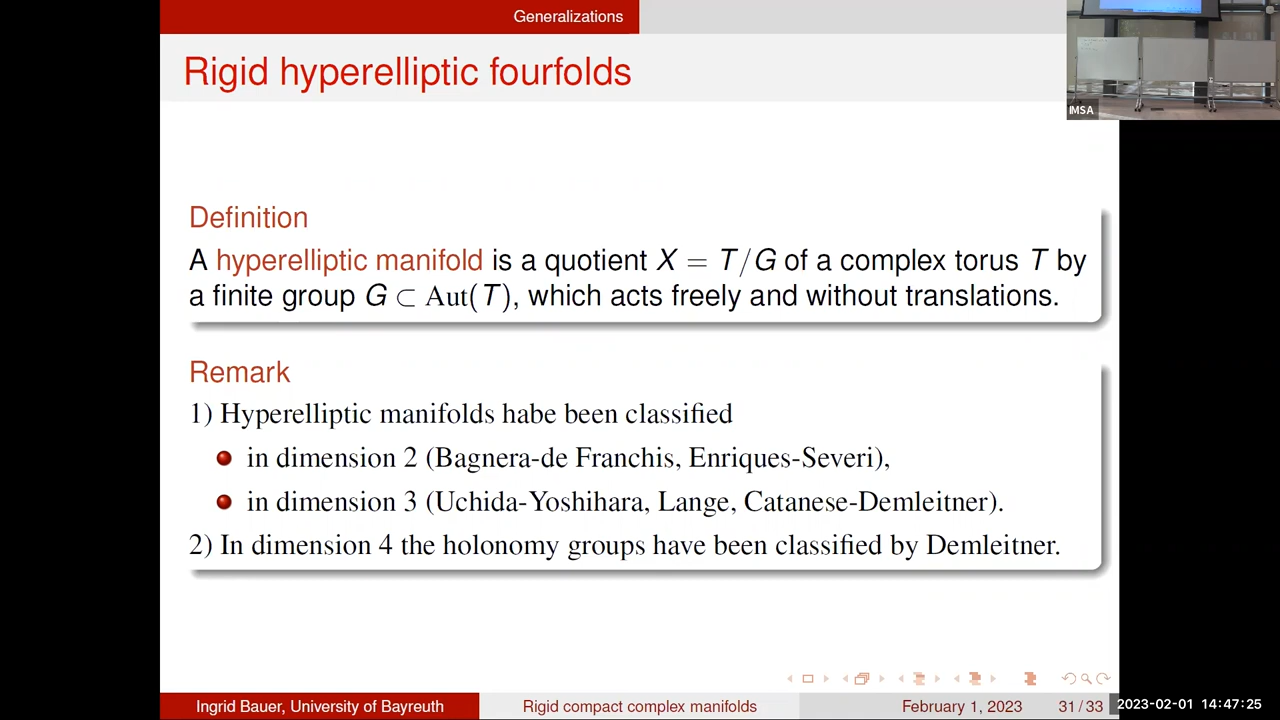 Generalizations
Rigid hyperelliptic fourfolds
IMSA
Definition
A hyperelliptic manifold is a quotient X = T/G of a complex torus T by
a finite group G ⊂ Aut(T), which acts freely and without translations.
Remark
1) Hyperelliptic manifolds habe been classified
in dimension 2 (Bagnera-de Franchis, Enriques-Severi),
in dimension 3 (Uchida-Yoshihara, Lange, Catanese-Demleitner).
2) In dimension 4 the holonomy groups have been classified by Demleitner.
Ingrid Bauer, University of Bayreuth
Rigid compact complex manifolds
February 1, 2023
31 / 33
2023-02-01 14:47:25